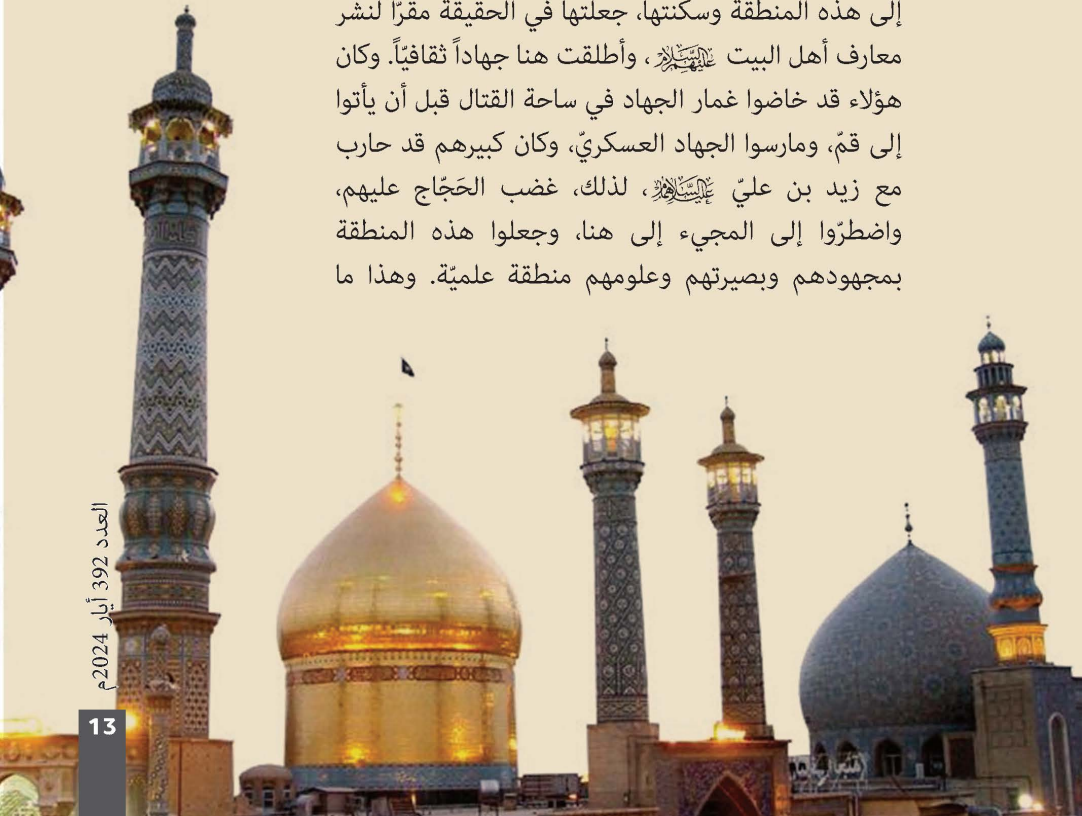 إلى هذه المنطقة وسكنتها، جعلتها في الحقيقة مقرّاً لنشر
معارف أهل البيت عليهم السلام، وأطلقت هنا جهاداً ثقافيّاً. وكان
هؤلاء قد خاضوا غمار الجهاد في ساحة القتال قبل أن يأتوا
إلى قمّ، ومارسوا الجهاد العسكريّ، وكان كبيرهم قد حارب
مع زيد بن عليّ عليه السلام، لذلك، غضب الحَجّاج عليهم،
واضطرّوا إلى المجيء إلى هنا، وجعلوا هذه المنطقة
بمجهودهم وبصيرتهم وعلومهم منطقة علميّة. وهذا ما
العدد 392 أيار 2024م
13